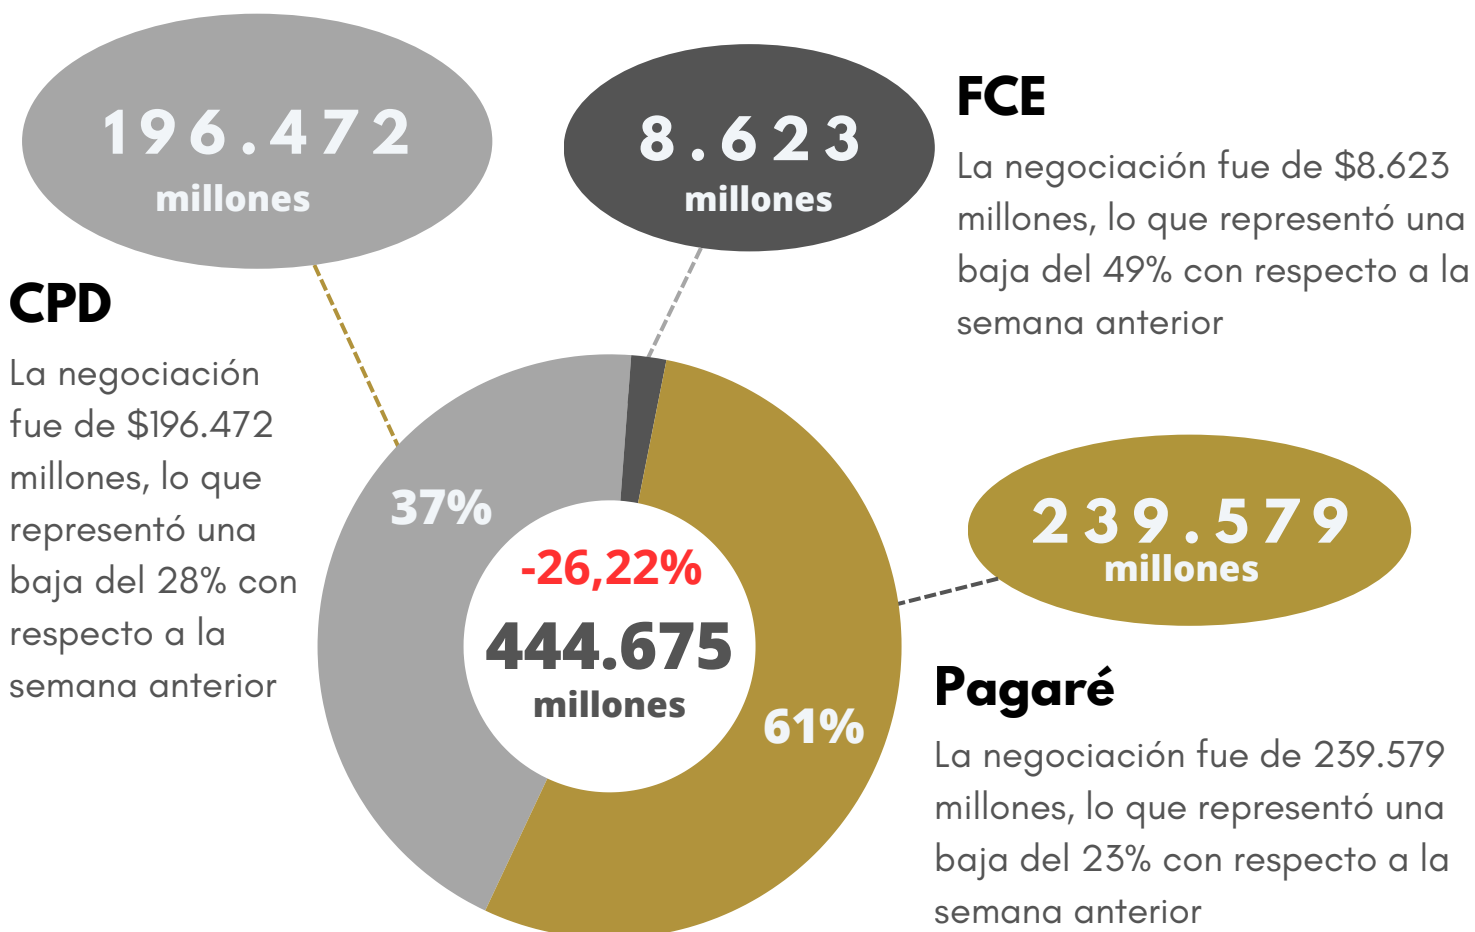 196.472
millones
CPD
La negociación
fue de $196.472
millones, lo que
representó una
baja del 28% con
respecto a la
semana anterior
8.623
millones
FCE
La negociación fue de $8.623
millones, lo que representó una
baja del 49% con respecto a la
semana anterior
37%
-26,22%
444.675
millones
61%
239.579
millones
Pagaré
La negociación fue de 239.579
millones, lo que representó una
baja del 23% con respecto a la
semana anterior